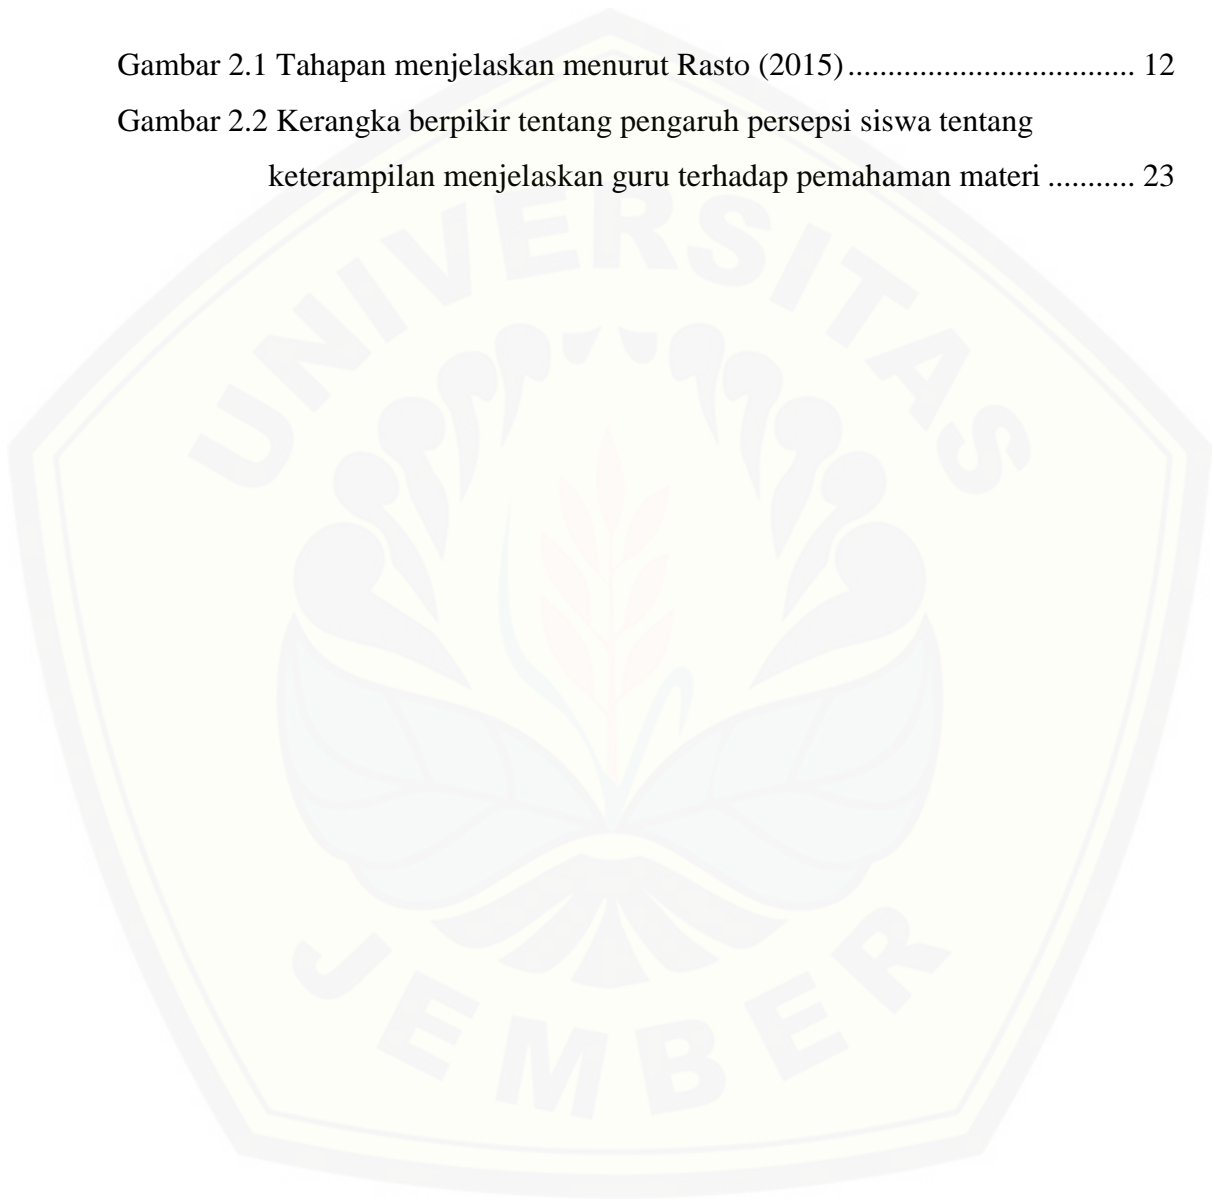 Gambar 2.1 Tahapan menjelaskan menurut Rasto (2015) .................................... 12
Gambar 2.2 Kerangka berpikir tentang pengaruh persepsi siswa tentang
keterampilan menjelaskan guru terhadap pemahaman materi ........... 23
UNIVERSITAS
JEMBER